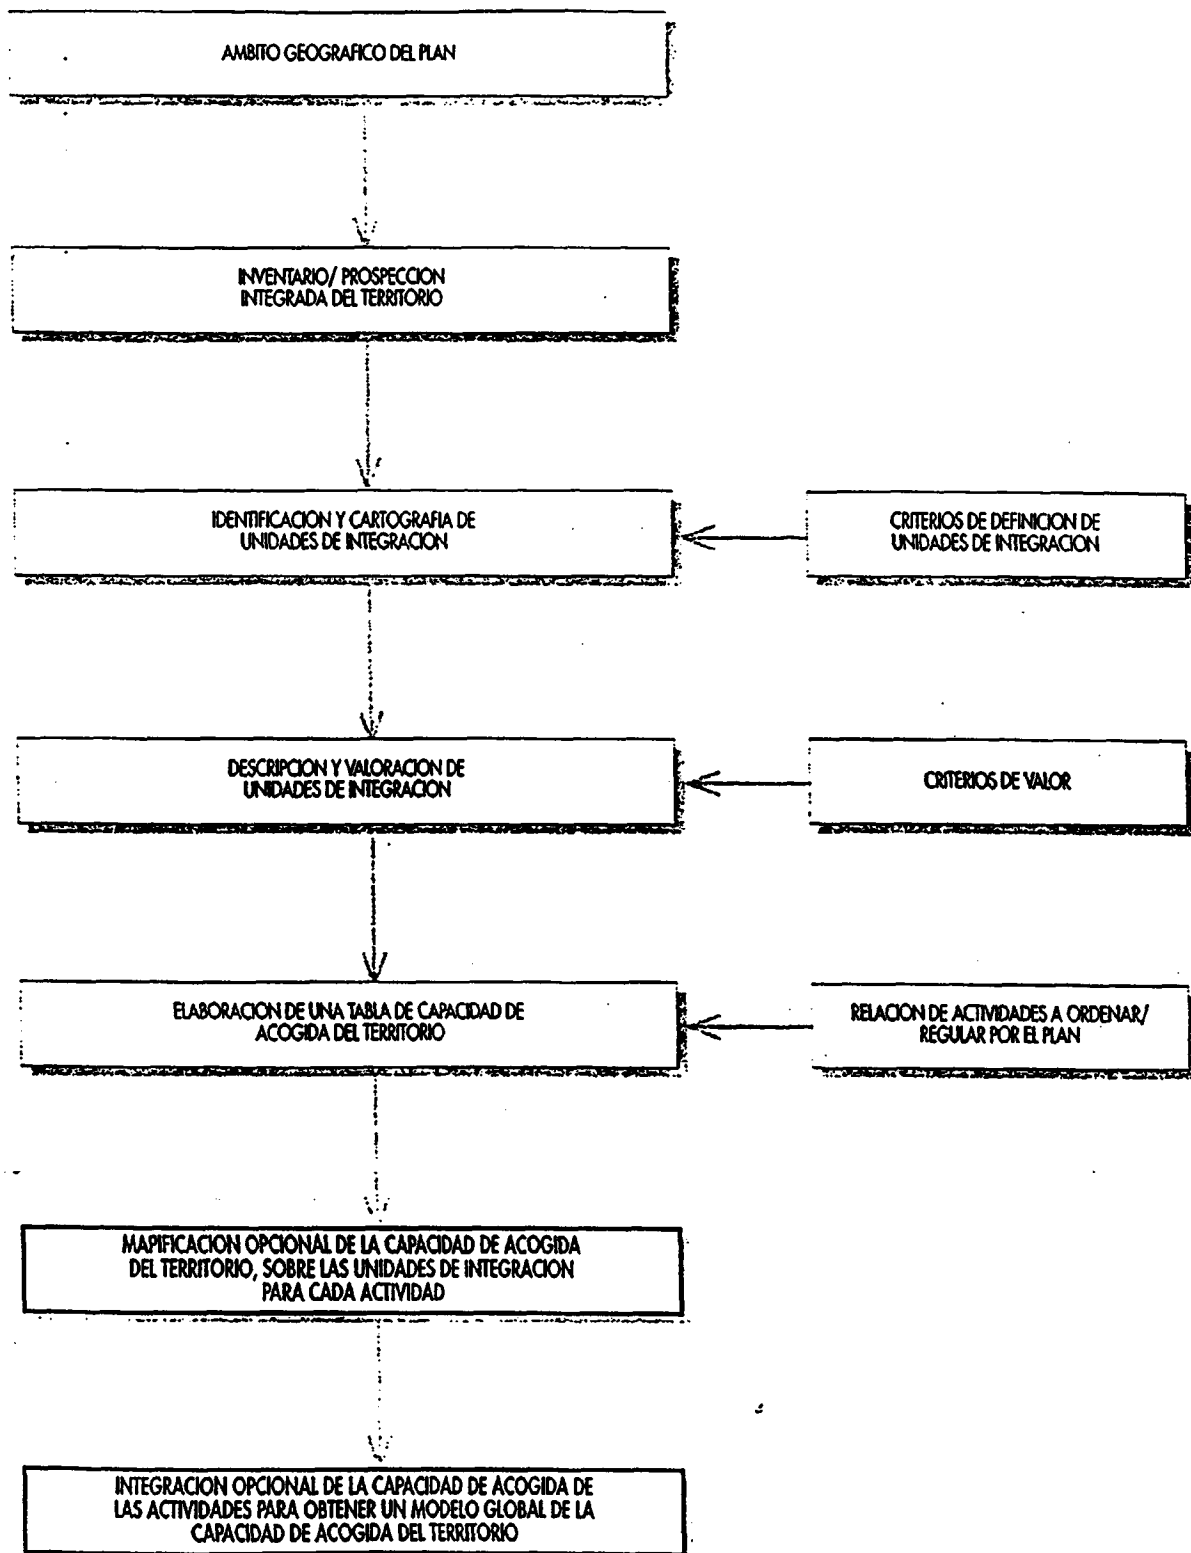 AMBITO GEOGRAFICO DEL PLAN
INVENTARIO/ PROSPECCION
INTEGRADA DEL TERRITORIO
IDENTIFICACION Y CARTOGRAFIA DE
UNIDADES DE INTEGRACION
CRITERIOS DE DEFINICION DE
UNIDADES DE INTEGRACION
DESCRIPCION Y VALORACION DE
UNIDADES DE INTEGRACION
CRITERIOS DE VALOR
ELABORACION DE UNA TABLA DE CAPACIDAD DE
ACOGIDA DEL TERRITORIO
RELACION DE ACTIVIDADES A ORDENAR/
REGULAR POR EL PLAN
MAPIFICACION OPCIONAL DE LA CAPACIDAD DE ACOGIDA
DEL TERRITORIO, SOBRE LAS UNIDADES DE INTEGRACION
PARA CADA ACTIVIDAD
INTEGRACION OPCIONAL DE LA CAPACIDAD DE ACOGIDA DE
LAS ACTIVIDADES PARA OBTENER UN MODELO GLOBAL DE LA
CAPACIDAD DE ACOGIDA DEL TERRITORIO